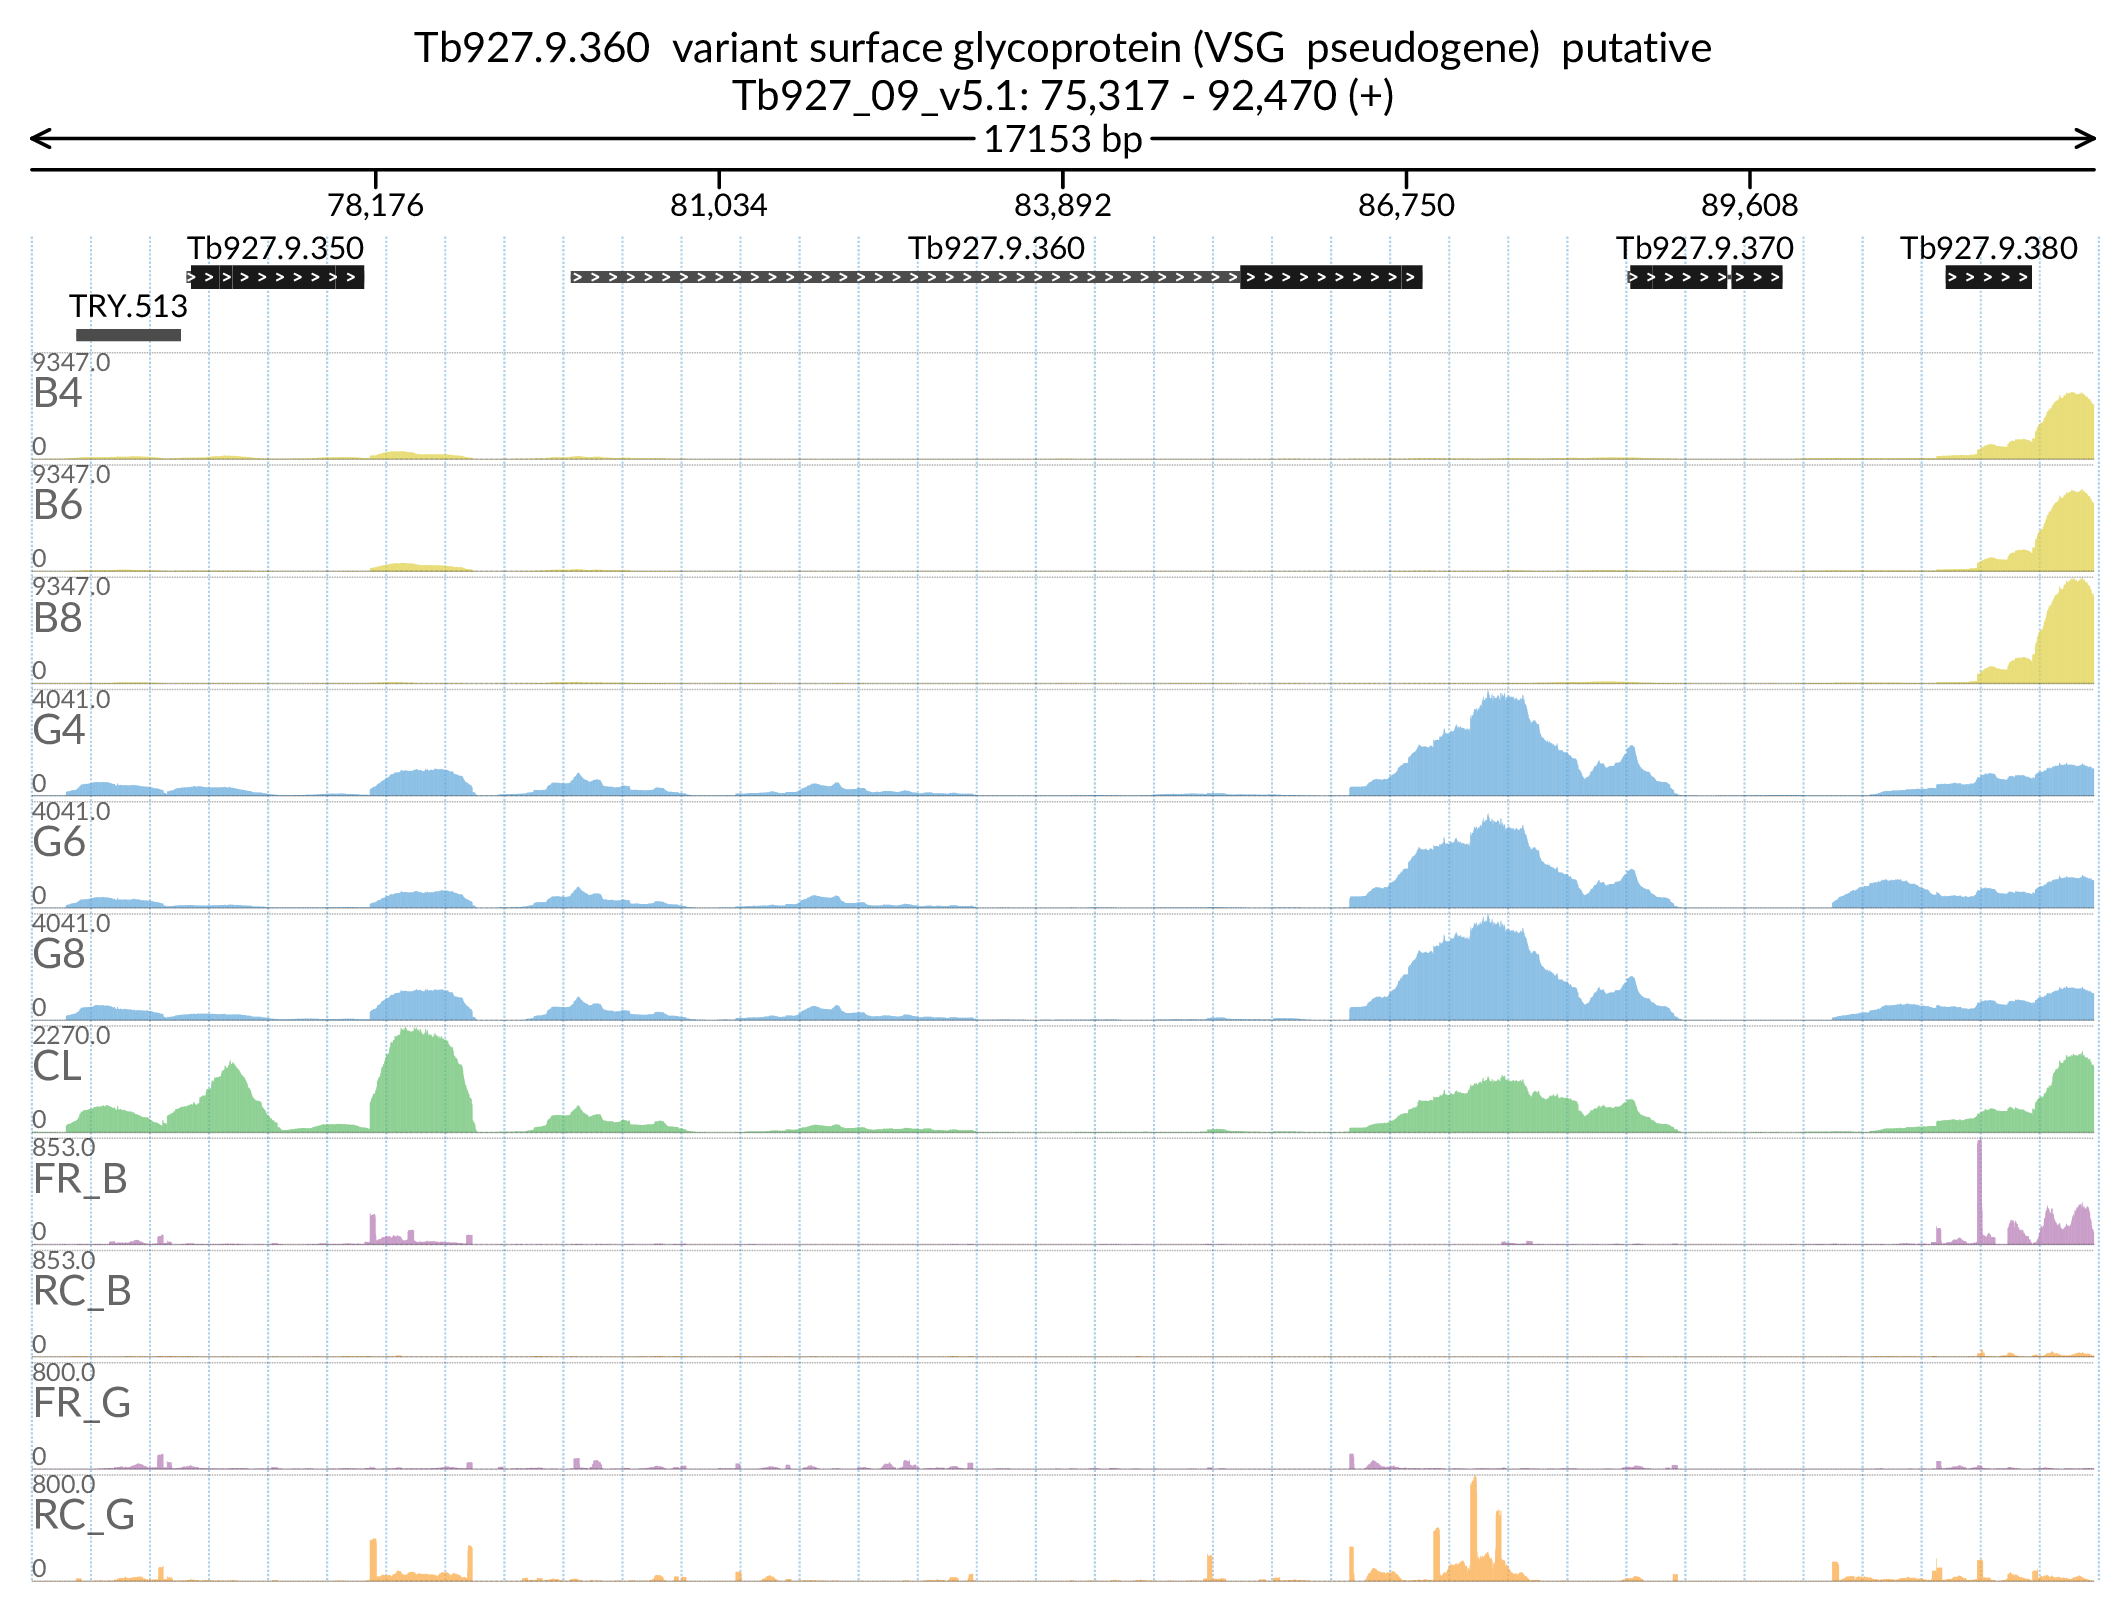 Tb927.9.360 variant surface glycoprotein (VSG pseudogene) putative
Tb927_09_v5.1: 75,317 - 92,470 (+)
17153 bp
78,176 81,034 83,892 86,750 89,608
Tb927.9.350 Tb927.9.360 Tb927.9.370 Tb927.9.380
TRY.513
9347.0
B4
0
9347.0
B6
0
9347.0
B8
0
4041.0
G4
0
4041.0
G6
0
4041.0
G8
0
2270.0
CL
0
853.0
FR_B
0
853.0
RC_B
0
800.0
FR_G
0
800.0
RC_G
0